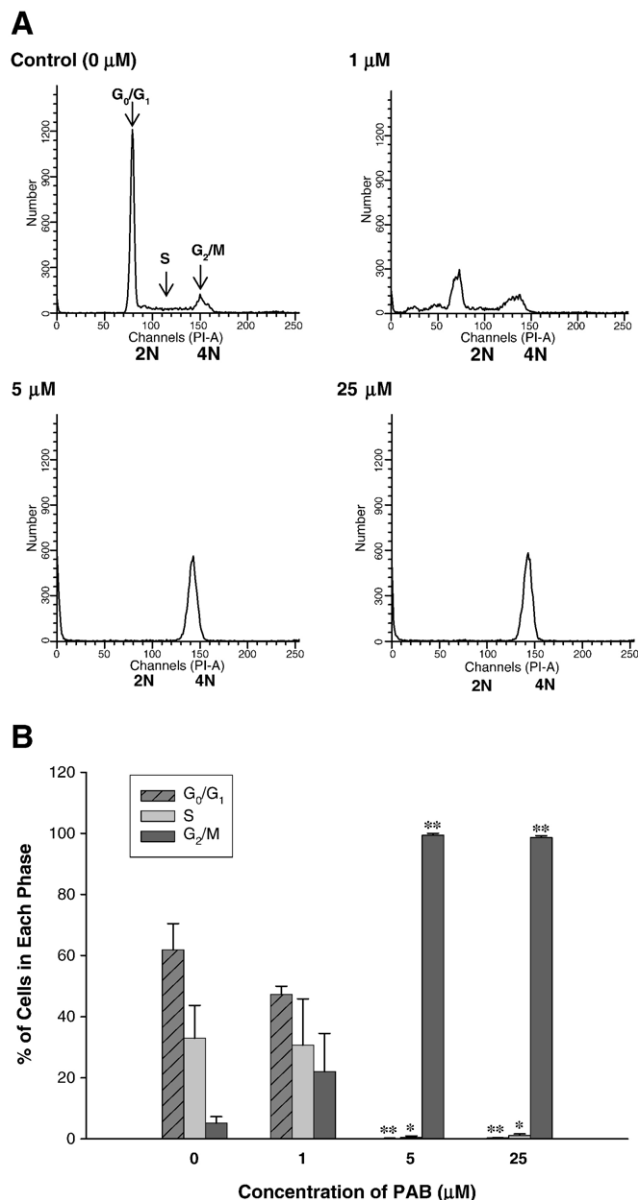 A
Control (0 μM)
G₀/G₁
S
G₂/M
Number
0 300 600 900 1200
0 50 100 150 200 250
Channels (PI-A)
2N 4N
1 μM
Number
0 300 600 900 1200
0 50 100 150 200 250
Channels (PI-A)
2N 4N
5 μM
Number
0 300 600 900 1200
0 50 100 150 200 250
Channels (PI-A)
2N 4N
25 μM
Number
0 300 600 900 1200
0 50 100 150 200 250
Channels (PI-A)
2N 4N
B
% of Cells in Each Phase
120
100
80
60
40
20
0
G₀/G₁
S
G₂/M
** * **
** * **
0 1 5 25
Concentration of PAB (μM)